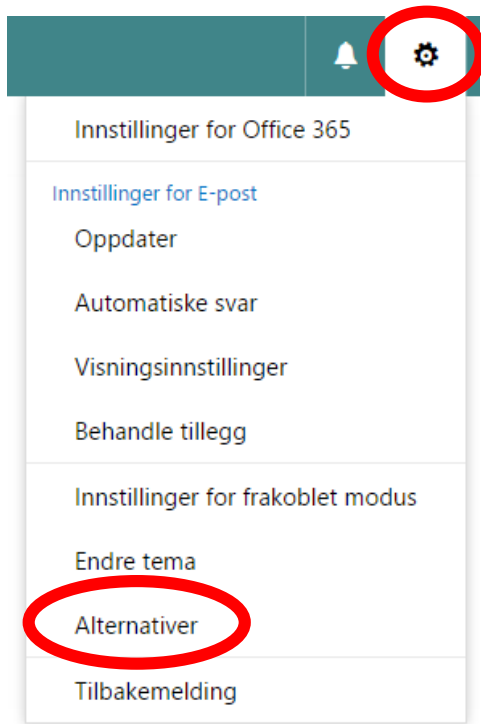 Innstillinger for Office 365
Innstillinger for E-post
Oppdater
Automatiske svar
Visningsinnstillinger
Behandle tillegg
Innstillinger for frakoblet modus
Endre tema
Alternativer
Tilbakemelding